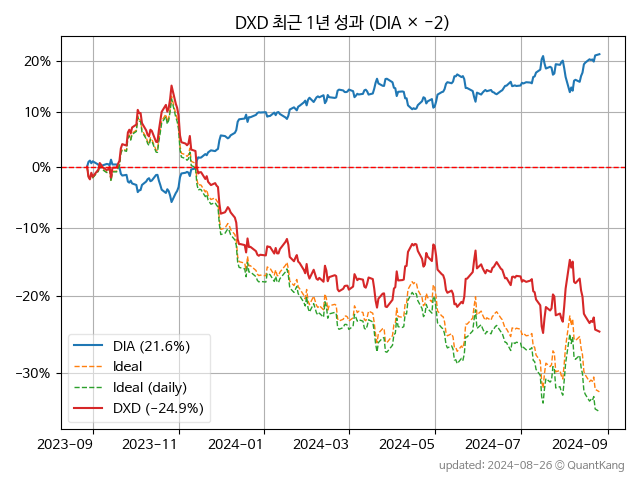 DXD 최근 1년 성과 (DIA × −2)
20%
10%
0%
−10%
−20%
−30%
DIA (21.6%)
Ideal
Ideal (daily)
DXD (−24.9%)
2023-09 2023-11 2024-01 2024-03 2024-05 2024-07 2024-09
updated: 2024-08-26 © QuantKang